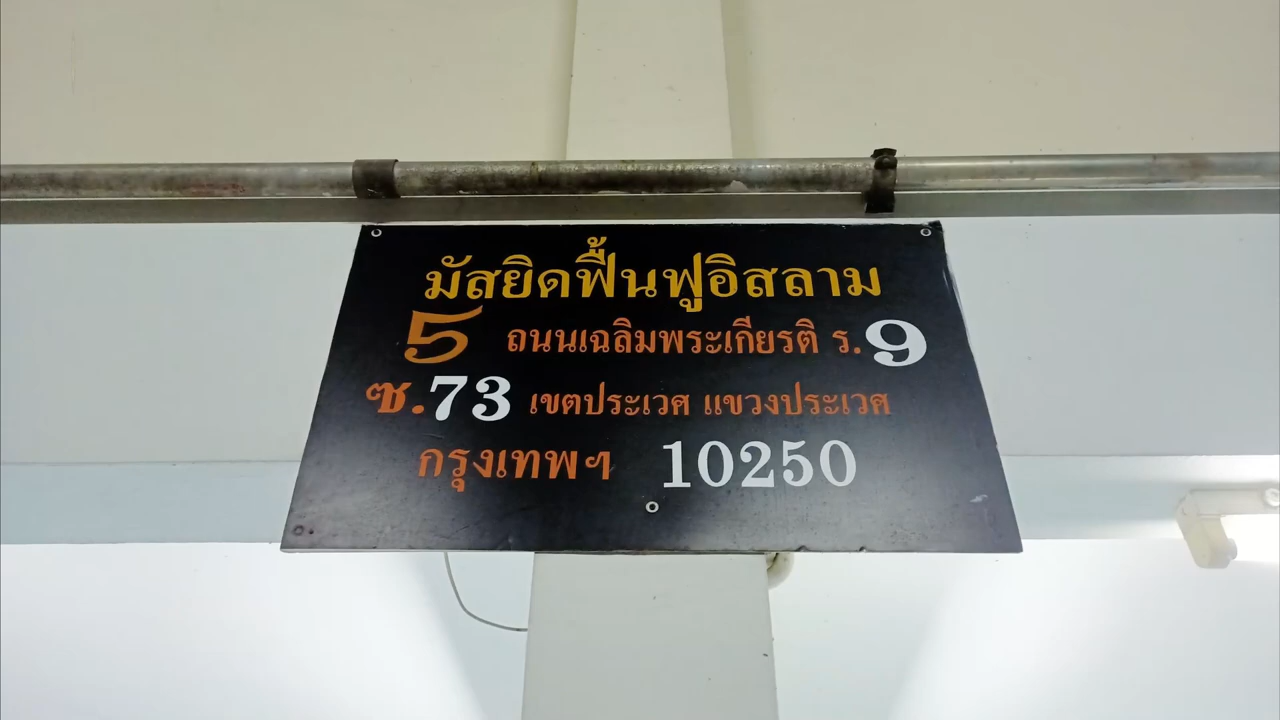 มัสยิดฟื้นฟูอิสลาม
5 ถนนเฉลิมพระเกียรติ ร.9
ซ.73 เขตประเวศ แขวงประเวศ
กรุงเทพฯ 10250